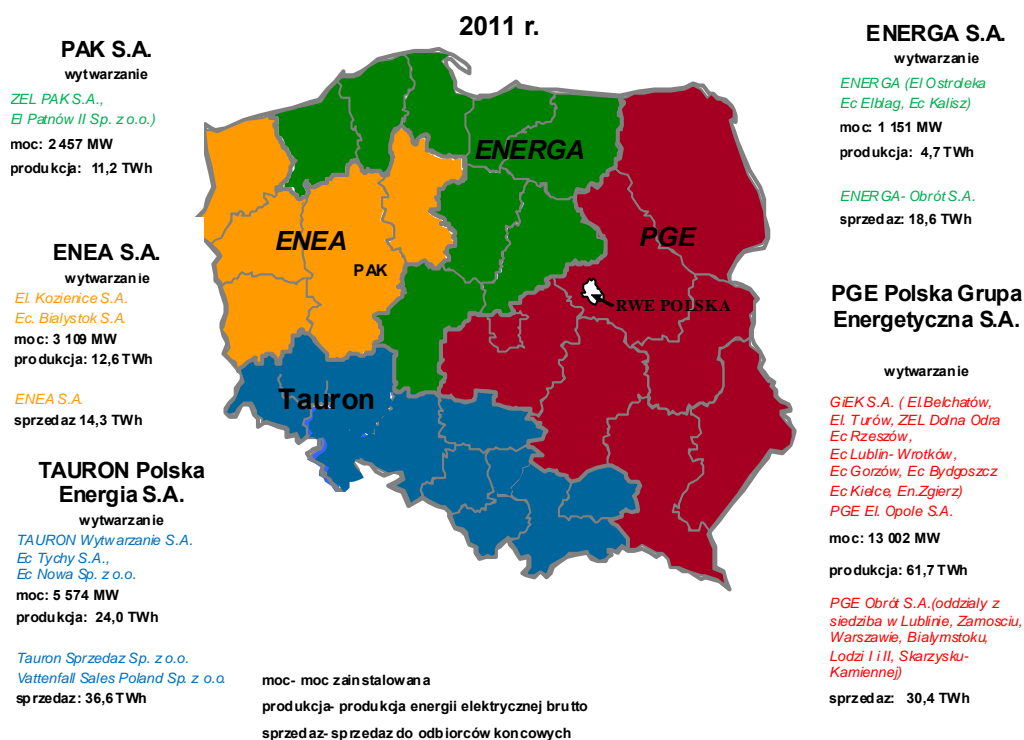 2011 r.
PAK S.A.
wytwarzanie
ZEL PAK S.A.,
El Patnów II Sp. z o.o.)
moc: 2 457 MW
produkcja: 11,2 TWh
ENEA S.A.
wytwarzanie
El. Kozienice S.A.
Ec. Bialystok S.A.
moc: 3 109 MW
produkcja: 12,6 TWh
ENEA S.A.
sprzedaz 14,3 TWh
TAURON Polska
Energia S.A.
wytwarzanie
TAURON Wytwarzanie S.A.
Ec Tychy S.A.,
Ec Nowa Sp. z o.o.
moc: 5 574 MW
produkcja: 24,0 TWh
Tauron Sprzedaz Sp. z o.o.
Vattenfall Sales Poland Sp. z o.o.
sprzedaz: 36,6 TWh
ENERGA
ENEA
PAK
PGE
RWE POLSKA
Tauron
moc- moc zainstalowana
produkcja- produkcja energii elektrycznej brutto
sprzedaz- sprzedaz do odbiorców koncowych
ENERGA S.A.
wytwarzanie
ENERGA (El Ostroleka
Ec Elblag, Ec Kalisz)
moc: 1 151 MW
produkcja: 4,7 TWh
ENERGA- Obrót S.A.
sprzedaz: 18,6 TWh
PGE Polska Grupa
Energetyczna S.A.
wytwarzanie
GiEK S.A. ( El.Belchatów,
El. Turów, ZEL Dolna Odra
Ec Rzeszów,
Ec Lublin- Wrotków,
Ec Gorzów, Ec Bydgoszcz
Ec Kielce, En.Zgierz)
PGE El. Opole S.A.
moc: 13 002 MW
produkcja: 61,7 TWh
PGE Obrót S.A.(oddzialy z
siedziba w Lublinie, Zamosciu,
Warszawie, Bialymstoku,
Lodzi I i II, Skarzysku-
Kamiennej)
sprzedaz: 30,4 TWh